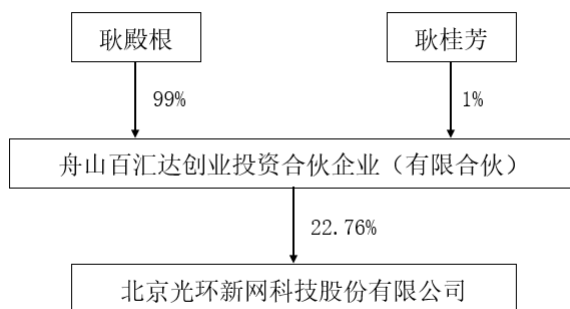 耿殿根
耿桂芳
99%
1%
舟山百汇达创业投资合伙企业（有限合伙）
22.76%
北京光环新网科技股份有限公司